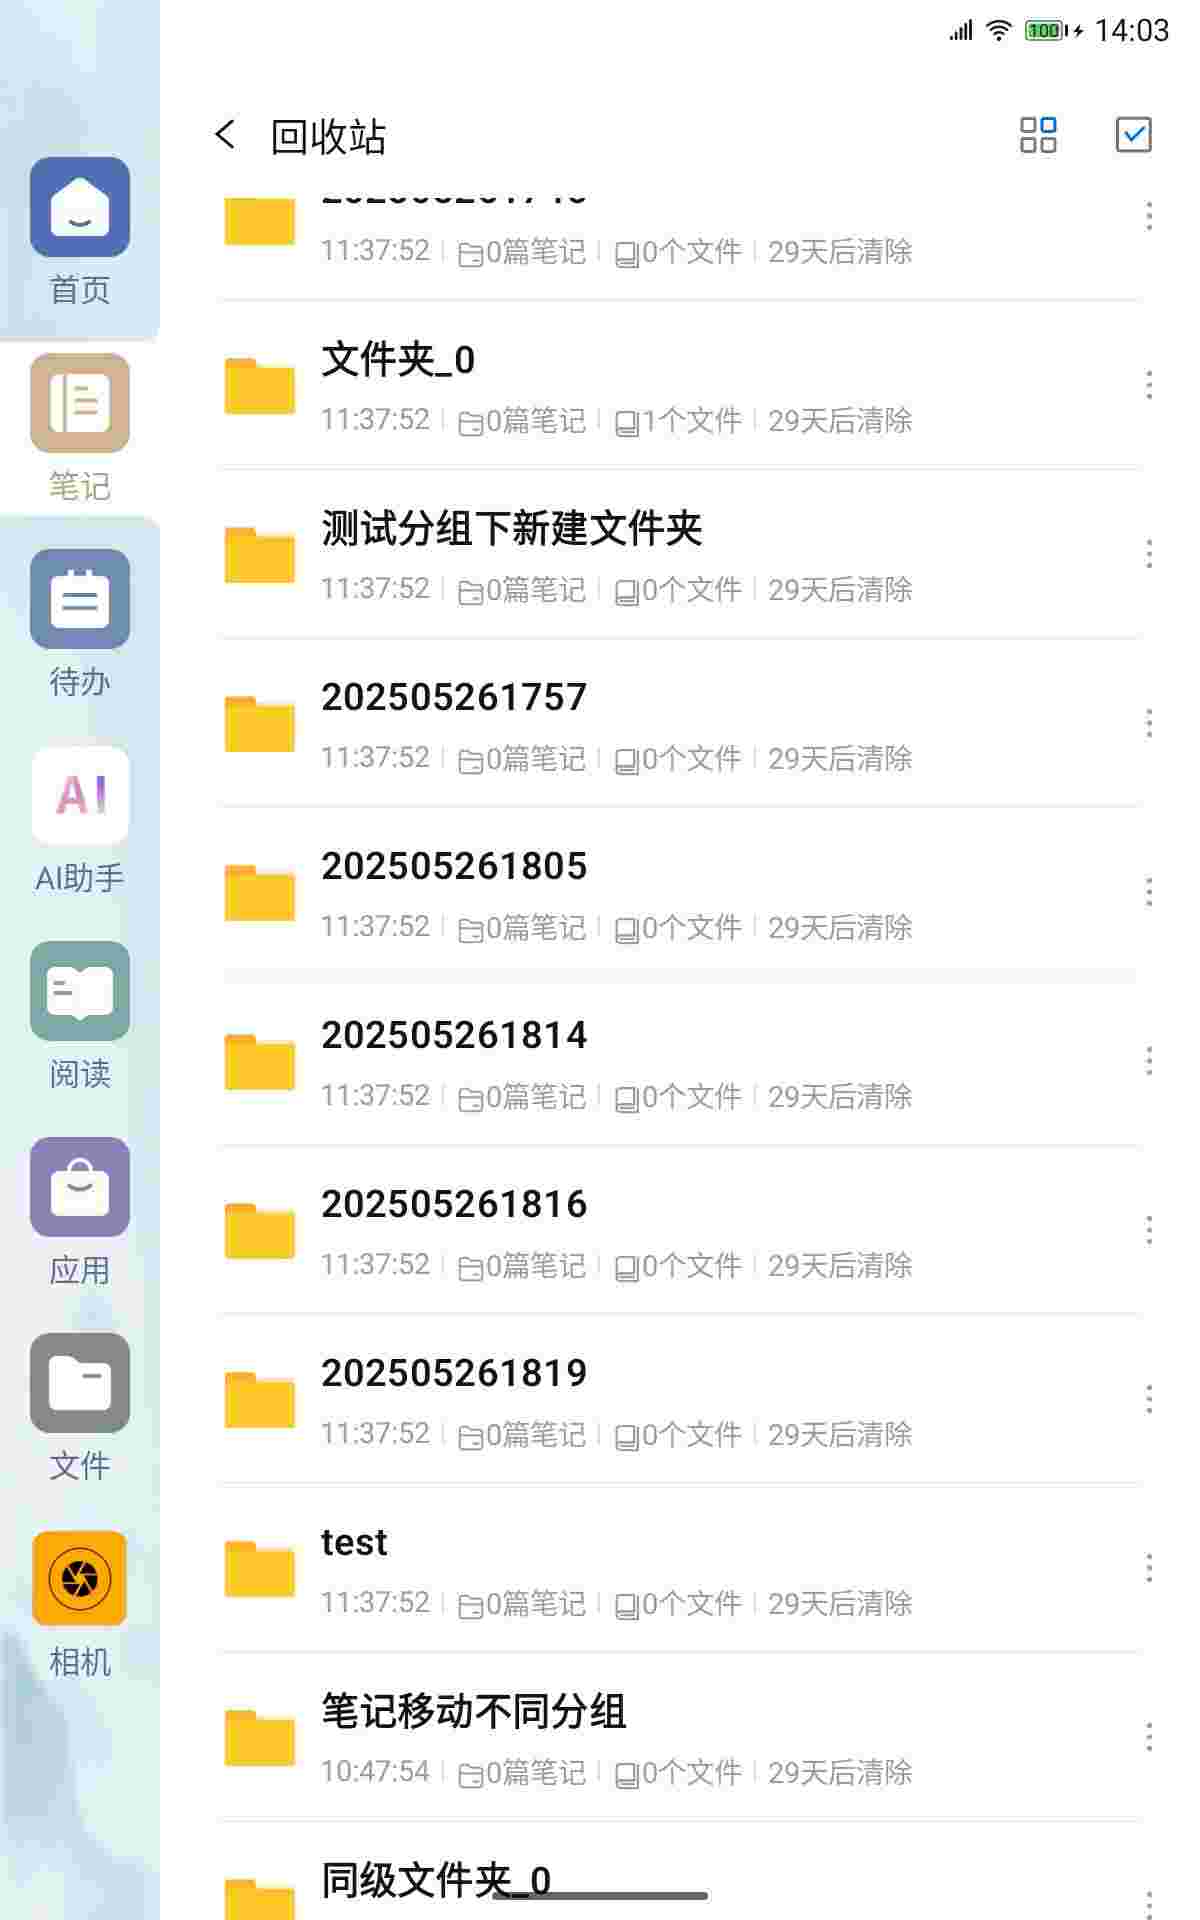 100 14:03
回收站
11:37:52 0篇笔记 0个文件 29天后清除
文件夹_0
11:37:52 0篇笔记 1个文件 29天后清除
测试分组下新建文件夹
11:37:52 0篇笔记 0个文件 29天后清除
202505261757
11:37:52 0篇笔记 0个文件 29天后清除
202505261805
11:37:52 0篇笔记 0个文件 29天后清除
202505261814
11:37:52 0篇笔记 0个文件 29天后清除
202505261816
11:37:52 0篇笔记 0个文件 29天后清除
202505261819
11:37:52 0篇笔记 0个文件 29天后清除
test
11:37:52 0篇笔记 0个文件 29天后清除
笔记移动不同分组
10:47:54 0篇笔记 0个文件 29天后清除
同级文件夹_0
首页
笔记
待办
AI
AI助手
阅读
应用
文件
相机